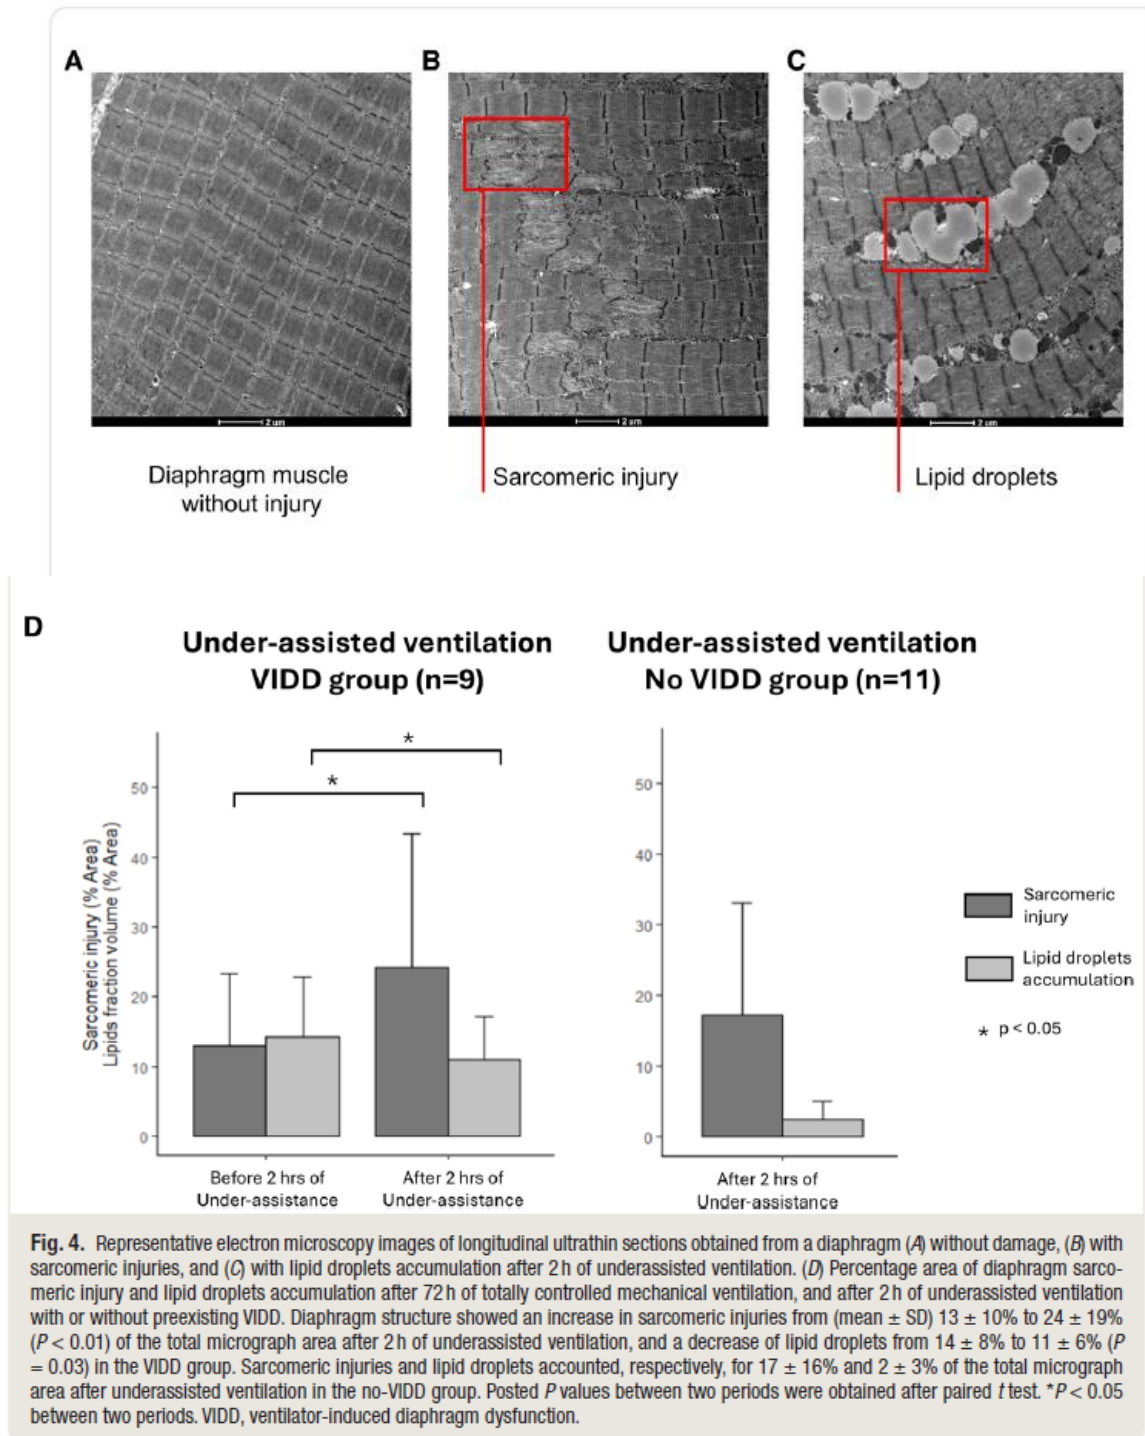 A
B
C
2 um
2 um
2 um
Diaphragm muscle
without injury
Sarcomeric injury
Lipid droplets
D
Under-assisted ventilation
VIDD group (n=9)
Under-assisted ventilation
No VIDD group (n=11)
*
*
Sarcomeric injury (% Area)
Lipids fraction volume (% Area)
50
40
30
20
10
0
Before 2 hrs of
Under-assistance
After 2 hrs of
Under-assistance
50
40
30
20
10
0
After 2 hrs of
Under-assistance
Sarcomeric
injury
Lipid droplets
accumulation
* p < 0.05
Fig. 4. Representative electron microscopy images of longitudinal ultrathin sections obtained from a diaphragm (A) without damage, (B) with
sarcomeric injuries, and (C) with lipid droplets accumulation after 2 h of underassisted ventilation. (D) Percentage area of diaphragm sarco-
meric injury and lipid droplets accumulation after 72 h of totally controlled mechanical ventilation, and after 2 h of underassisted ventilation
with or without preexisting VIDD. Diaphragm structure showed an increase in sarcomeric injuries from (mean ± SD) 13 ± 10% to 24 ± 19%
(P < 0.01) of the total micrograph area after 2 h of underassisted ventilation, and a decrease of lipid droplets from 14 ± 8% to 11 ± 6% (P
= 0.03) in the VIDD group. Sarcomeric injuries and lipid droplets accounted, respectively, for 17 ± 16% and 2 ± 3% of the total micrograph
area after underassisted ventilation in the no-VIDD group. Posted P values between two periods were obtained after paired t test. *P < 0.05
between two periods. VIDD, ventilator-induced diaphragm dysfunction.